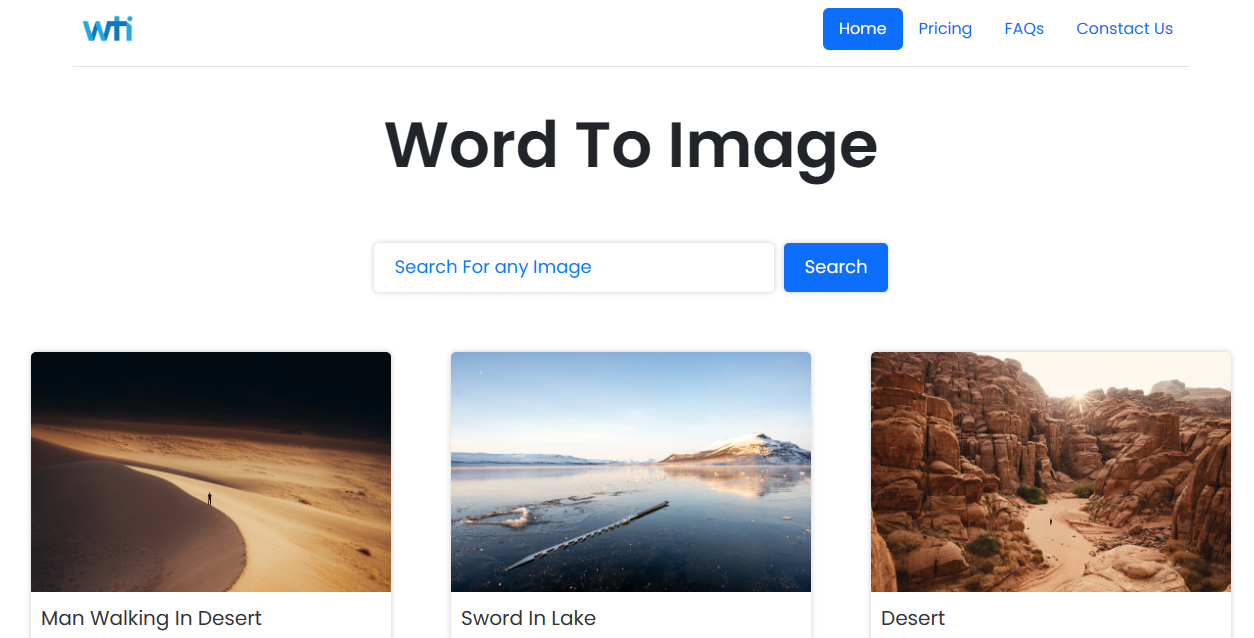 wti
Home Pricing FAQs Constact Us
Word To Image
Search For any Image Search
Man Walking In Desert Sword In Lake Desert